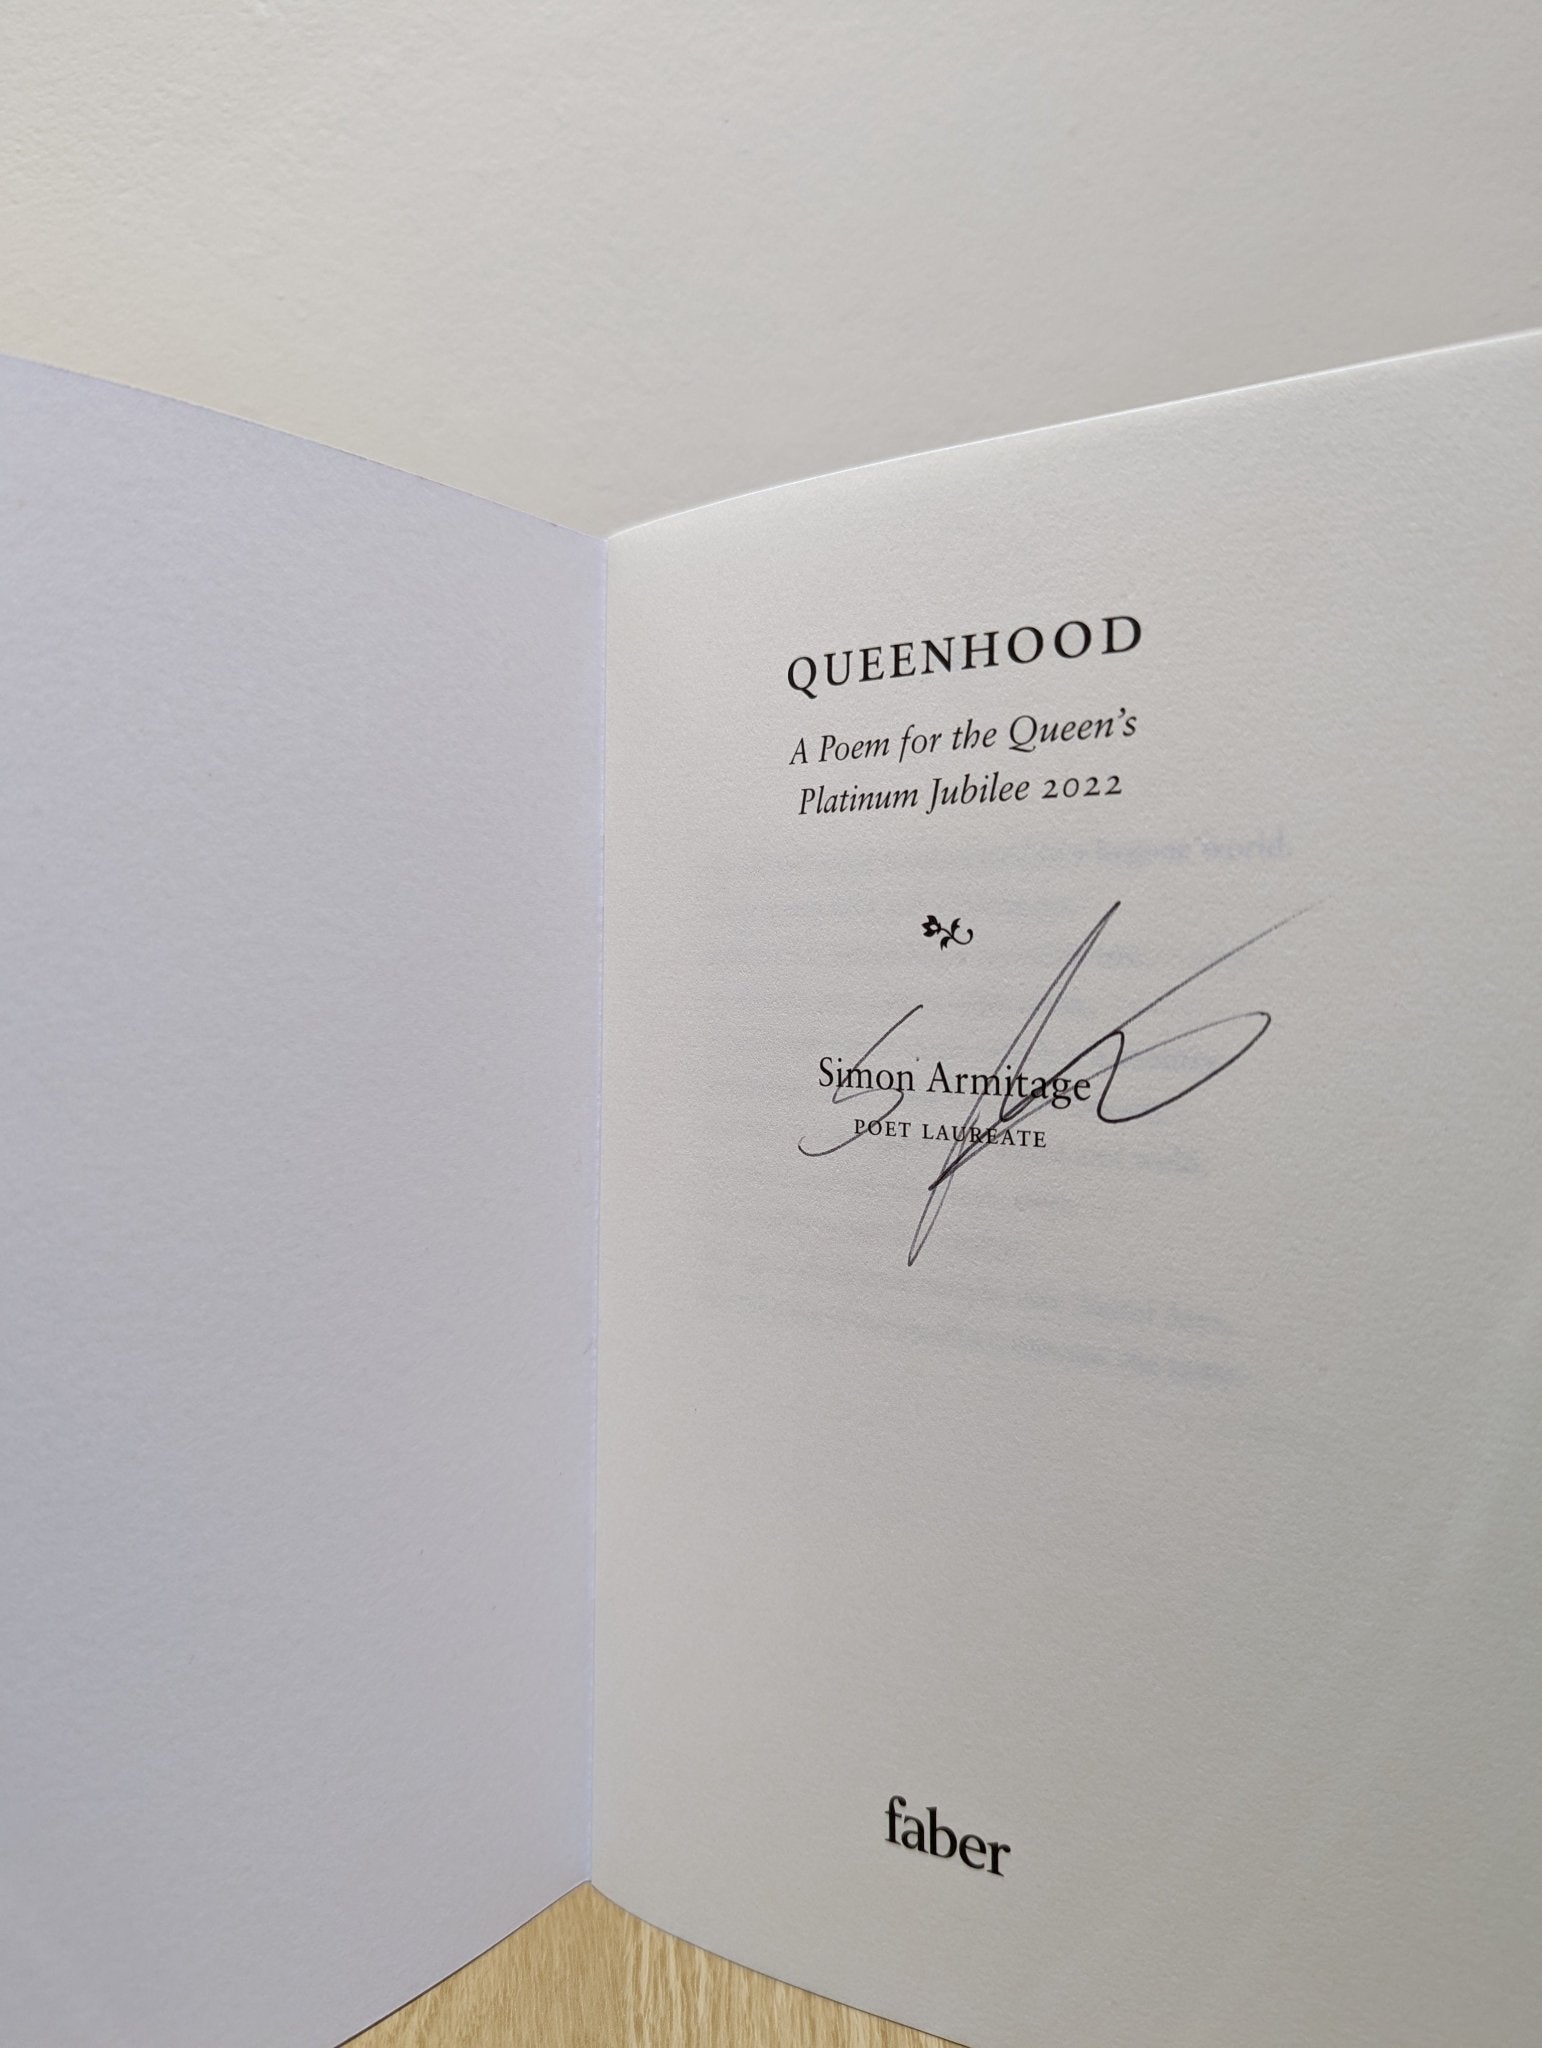 QUEENHOOD
A Poem for the Queen's
Platinum Jubilee 2022
Simon Armitage
POET LAUREATE
faber